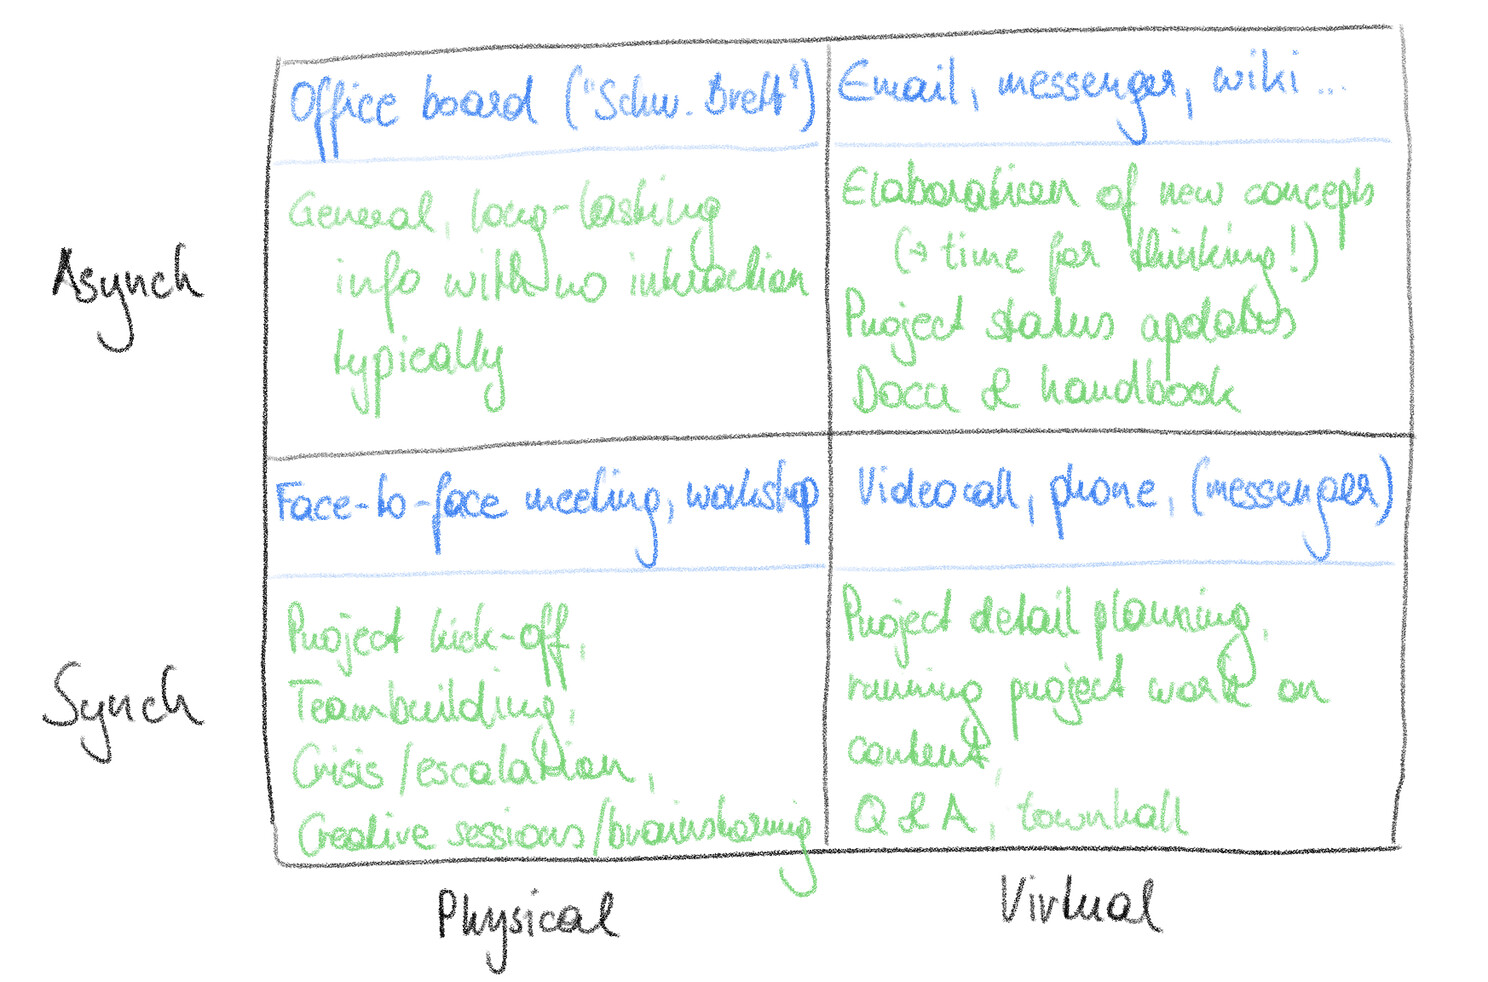 Office board ("Schw. Brett")
General, long-lasting
info with no interaction
typically
Email, messenger, wiki ...
Elaboration of new concepts
(→ time for thinking!)
Project status updates
Docu & handbook
Asynch
Face-to-face meeting, workshop
Project kick-off,
Teambuilding,
Crisis/escalation,
Creative sessions/brainstorming
Videocall, phone, (messenger)
Project detail planning,
running project work on
content,
Q & A, townhall
Synch
Physical
Virtual